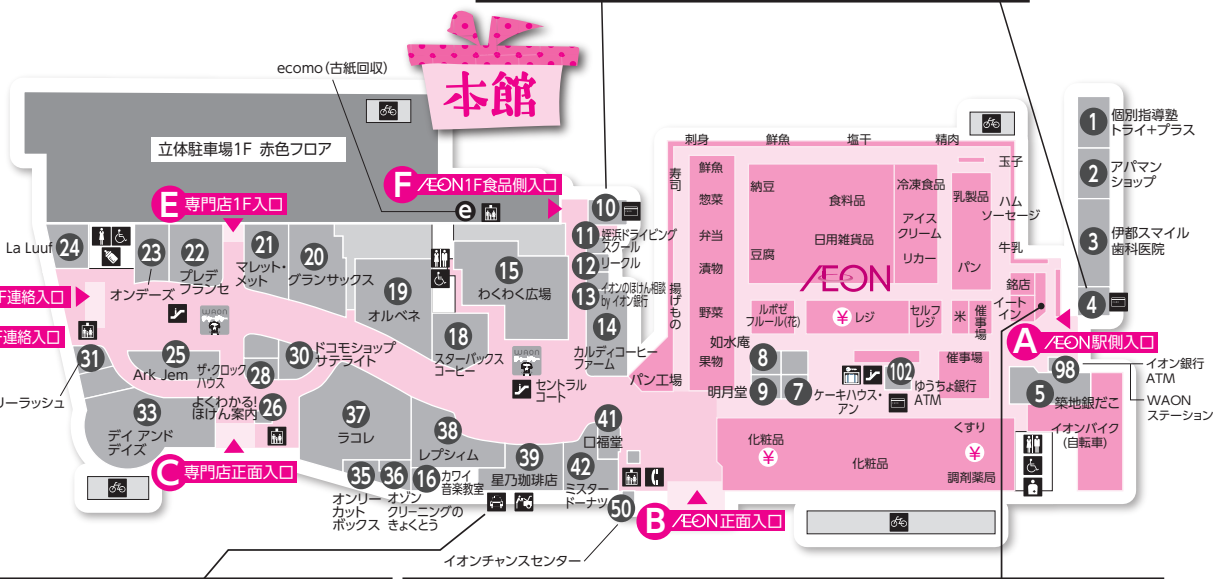 本館
ecomo（古紙回収）
立体駐車場1F 赤色フロア
F ÆON1F食品側入口
E 専門店1F入口
e
La Luuf
24
23
オンデーズ
22
プレデ
フランセ
21
マレット・
メット
20
グランサックス
19
オルベネ
18
スターバックス
コーヒー
15
わくわく広場
10
11
姪浜ドライビング
スクール
12
リークル
13
イオンのほけん相談
by イオン銀行
14
カルディコーヒー
ファーム
F連絡入口
F連絡入口
31
リーラッシュ
WAON
25
Ark Jem
ザ・クロック
ハウス
28
30
ドコモショップ
サテライト
よくわかる!
ほけん案内
26
33
デイ アンド
デイズ
C 専門店正面入口
37
ラコレ
38
レプシィム
35
オンリー
カット
ボックス
36
オゾン
クリーニングの
きょくとう
16
カワイ
音楽教室
39
星乃珈琲店
41
口福堂
42
ミスター
ドーナツ
50
イオンチャンスセンター
WAON
セントラル
コート
B ÆON正面入口
刺身
鮮魚
塩干
精肉
寿司
鮮魚
惣菜
弁当
漬物
揚げもの
野菜
果物
パン工場
納豆
豆腐
食料品
日用雑貨品
冷凍食品
アイス
クリーム
リカー
乳製品
パン
玉子
ハム
ソーセージ
牛乳
ÆON
ルポゼ
フルール(花)
¥ レジ
セルフ
レジ
米
催事場
銘店
イート
イン
如水庵
8
明月堂
9
7
ケーキハウス・
アン
102
ゆうちょ銀行
ATM
催事場
化粧品
¥
化粧品
くすり
¥
調剤薬局
1
個別指導塾
トライ+プラス
2
アパマン
ショップ
3
伊都スマイル
歯科医院
4
A ÆON駅側入口
98
イオン銀行
ATM
WAON
ステーション
5
築地銀だこ
イオンバイク
(自転車)